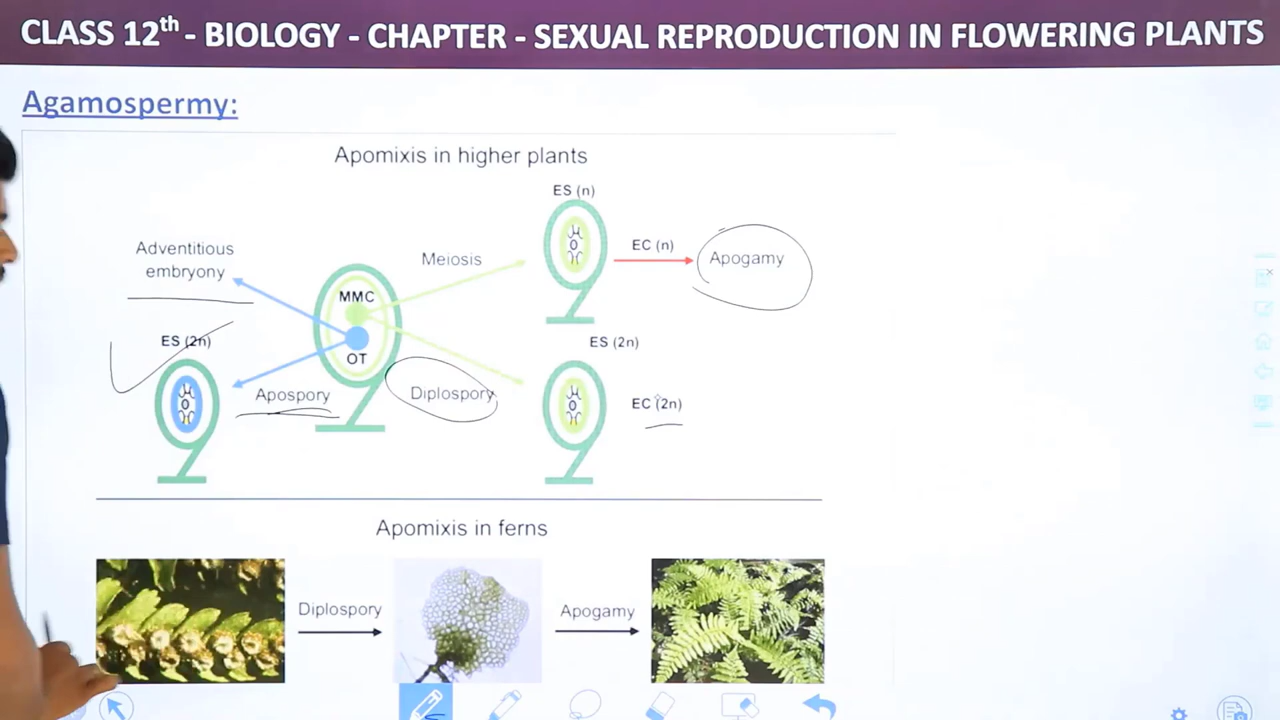 CLASS 12th - BIOLOGY - CHAPTER - SEXUAL REPRODUCTION IN FLOWERING PLANTS
Agamospermy:
Apomixis in higher plants
ES (n)
Adventitious
embryony
Meiosis
EC (n)
Apogamy
MMC
OT
ES (2n)
ES (2n)
Apospory
Diplospory
EC (2n)
Apomixis in ferns
Diplospory
Apogamy